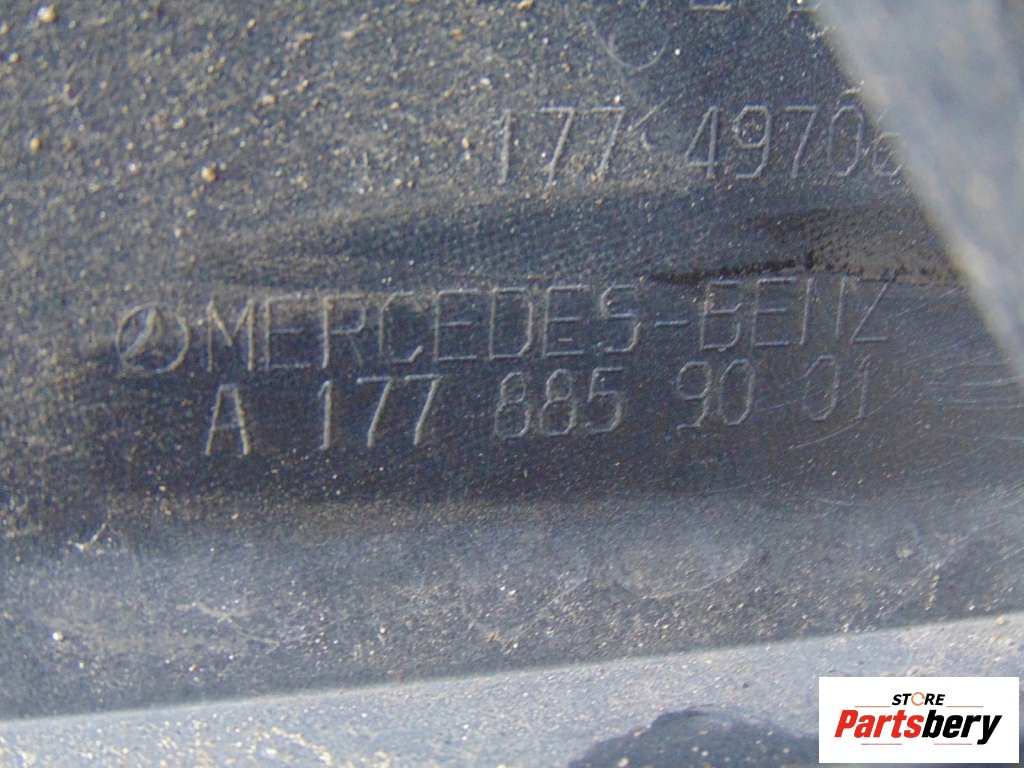 177 49706
MERCEDES-BENZ
A 177 885 90 01
STORE
Partsbery